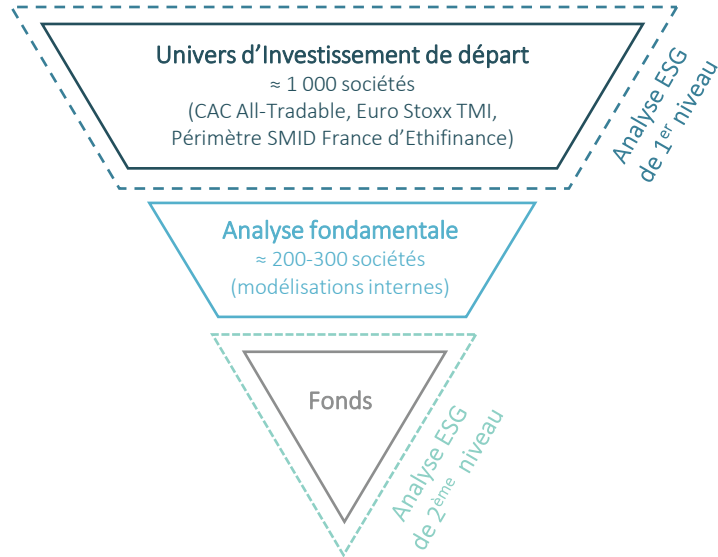 Univers d’Investissement de départ
≈ 1 000 sociétés
(CAC All-Tradable, Euro Stoxx TMI,
Périmètre SMID France d’Ethifinance)
Analyse ESG
de 1er niveau
Analyse fondamentale
≈ 200-300 sociétés
(modélisations internes)
Fonds
Analyse ESG
de 2ème niveau